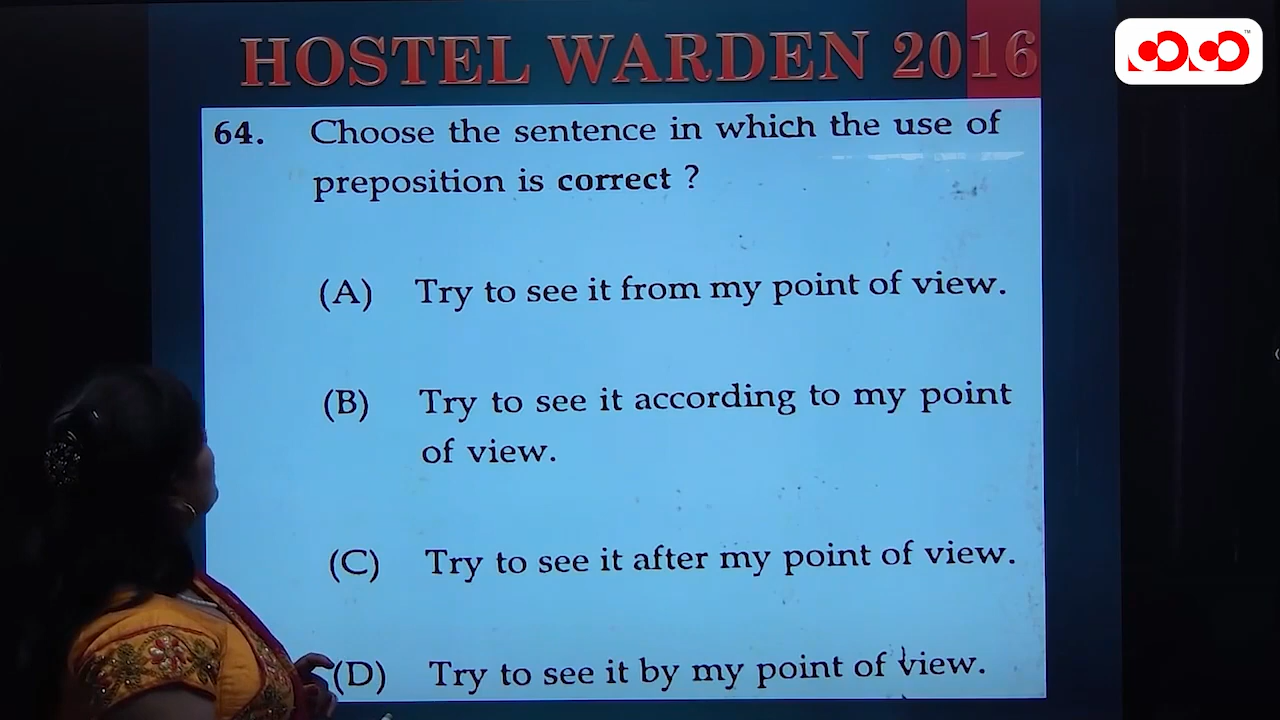 HOSTEL WARDEN 2016
64. Choose the sentence in which the use of
preposition is correct ?
(A) Try to see it from my point of view.
(B) Try to see it according to my point
of view.
(C) Try to see it after my point of view.
(D) Try to see it by my point of view.